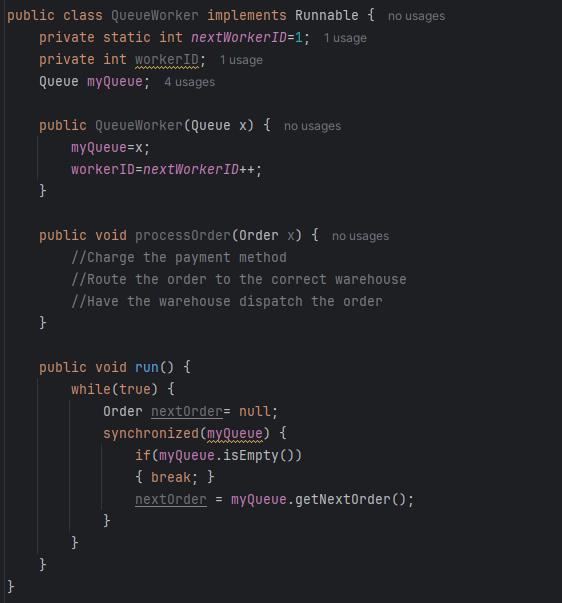 public class QueueWorker implements Runnable { no usages
    private static int nextWorkerID=1; 1 usage
    private int workerID; 1 usage
    Queue myQueue; 4 usages

    public QueueWorker(Queue x) { no usages
        myQueue=x;
        workerID=nextWorkerID++;
    }

    public void processOrder(Order x) { no usages
        //Charge the payment method
        //Route the order to the correct warehouse
        //Have the warehouse dispatch the order
    }

    public void run() {
        while(true) {
            Order nextOrder= null;
            synchronized(myQueue) {
                if(myQueue.isEmpty())
                { break; }
                nextOrder = myQueue.getNextOrder();
            }
        }
    }
}